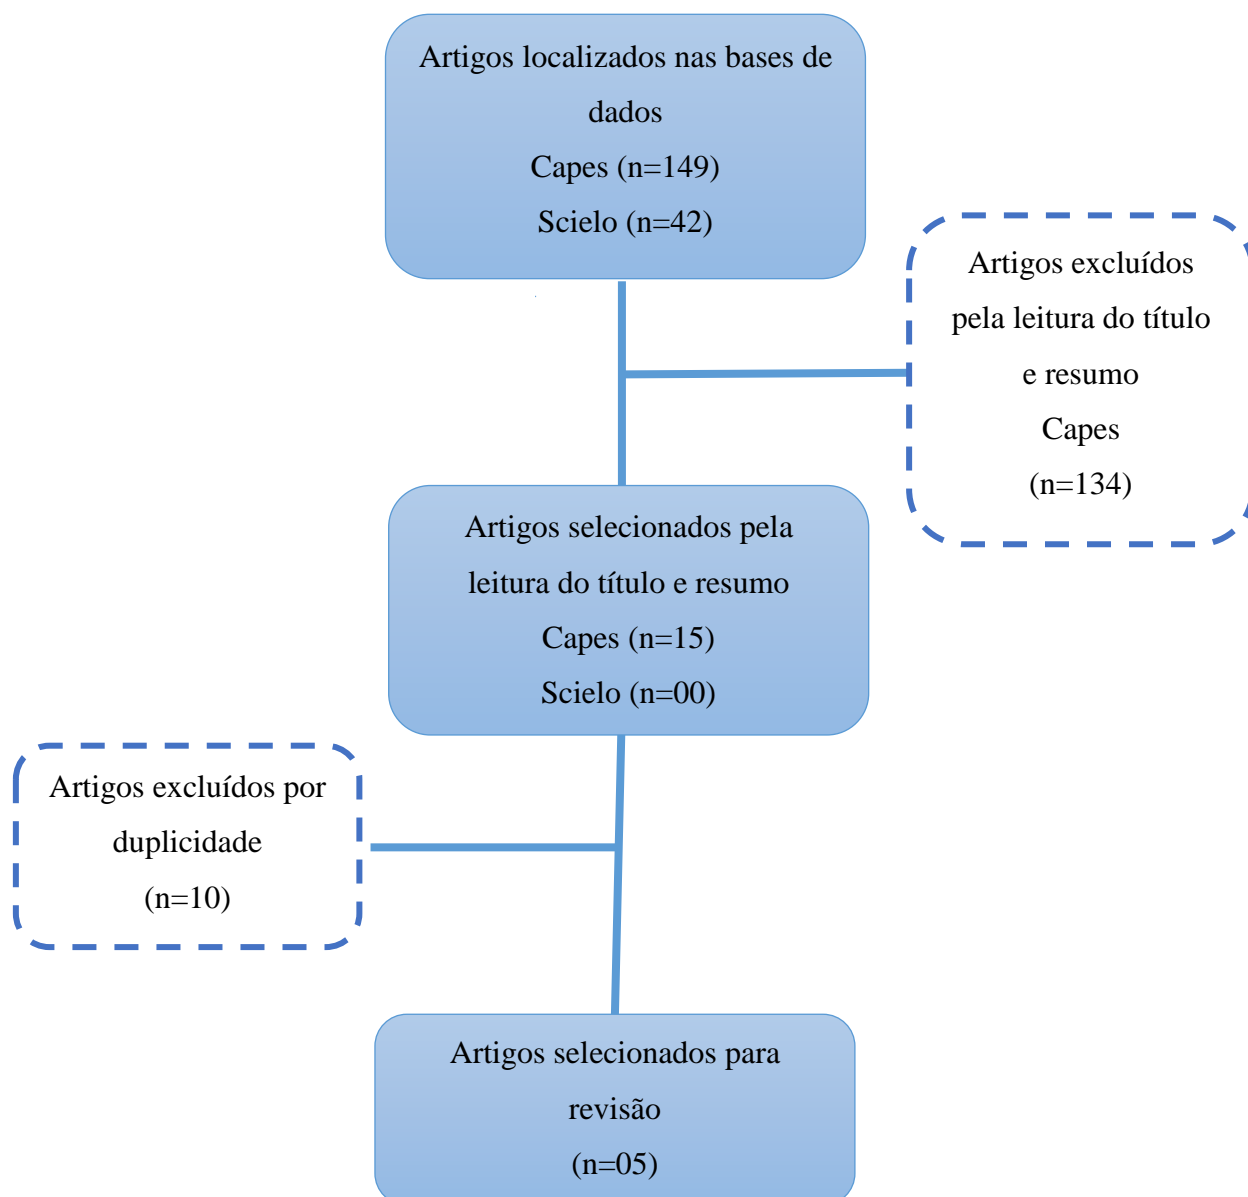 Artigos localizados nas bases de
dados
Capes (n=149)
Scielo (n=42)
Artigos excluídos
pela leitura do título
e resumo
Capes
(n=134)
Artigos selecionados pela
leitura do título e resumo
Capes (n=15)
Scielo (n=00)
Artigos excluídos por
duplicidade
(n=10)
Artigos selecionados para
revisão
(n=05)